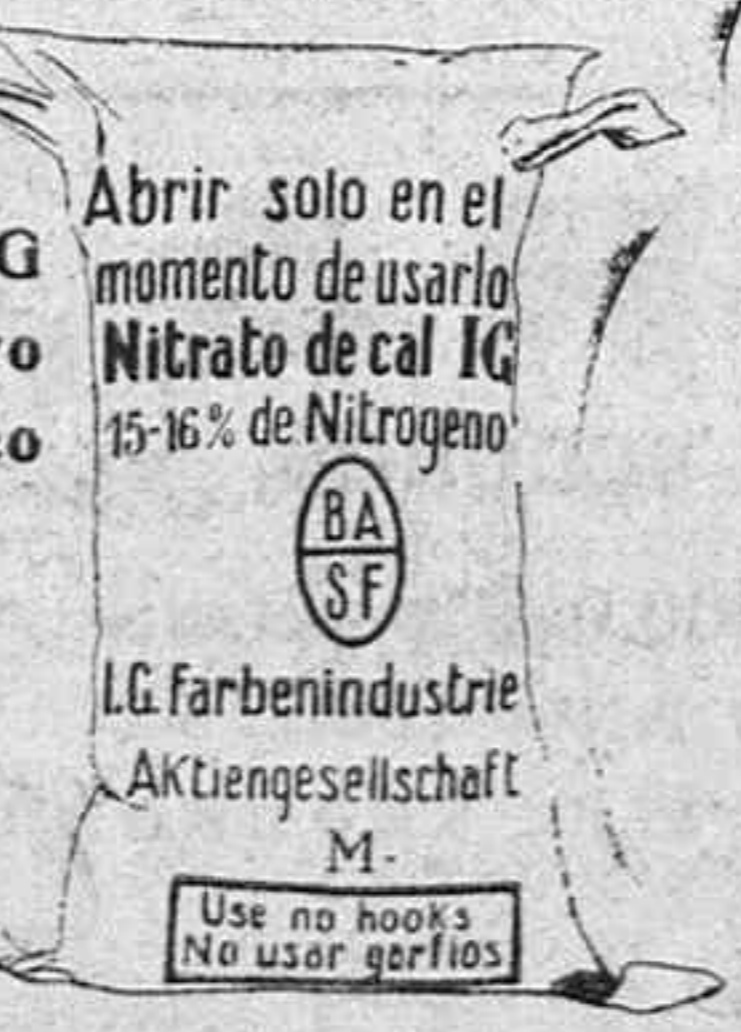 Abrir solo en el
momento de usarlo
Nitrato de cal IG
15-16% de Nitrogeno
BA
SF
I.G. Farbenindustrie
Aktiengesellschaft
M-
Use no hooks
No usar garfios